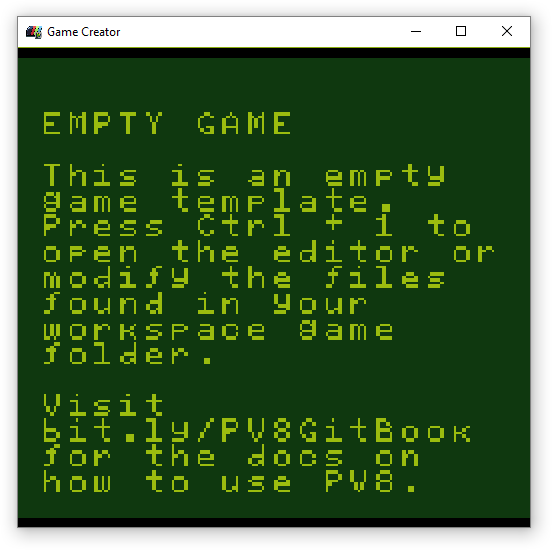 Game Creator
EMPTY GAME
This is an empty
game template.
Press Ctrl + 1 to
open the editor or
modify the files
found in your
workspace game
folder.
Visit
bit.ly/PV8GitBook
for the docs on
how to use PV8.